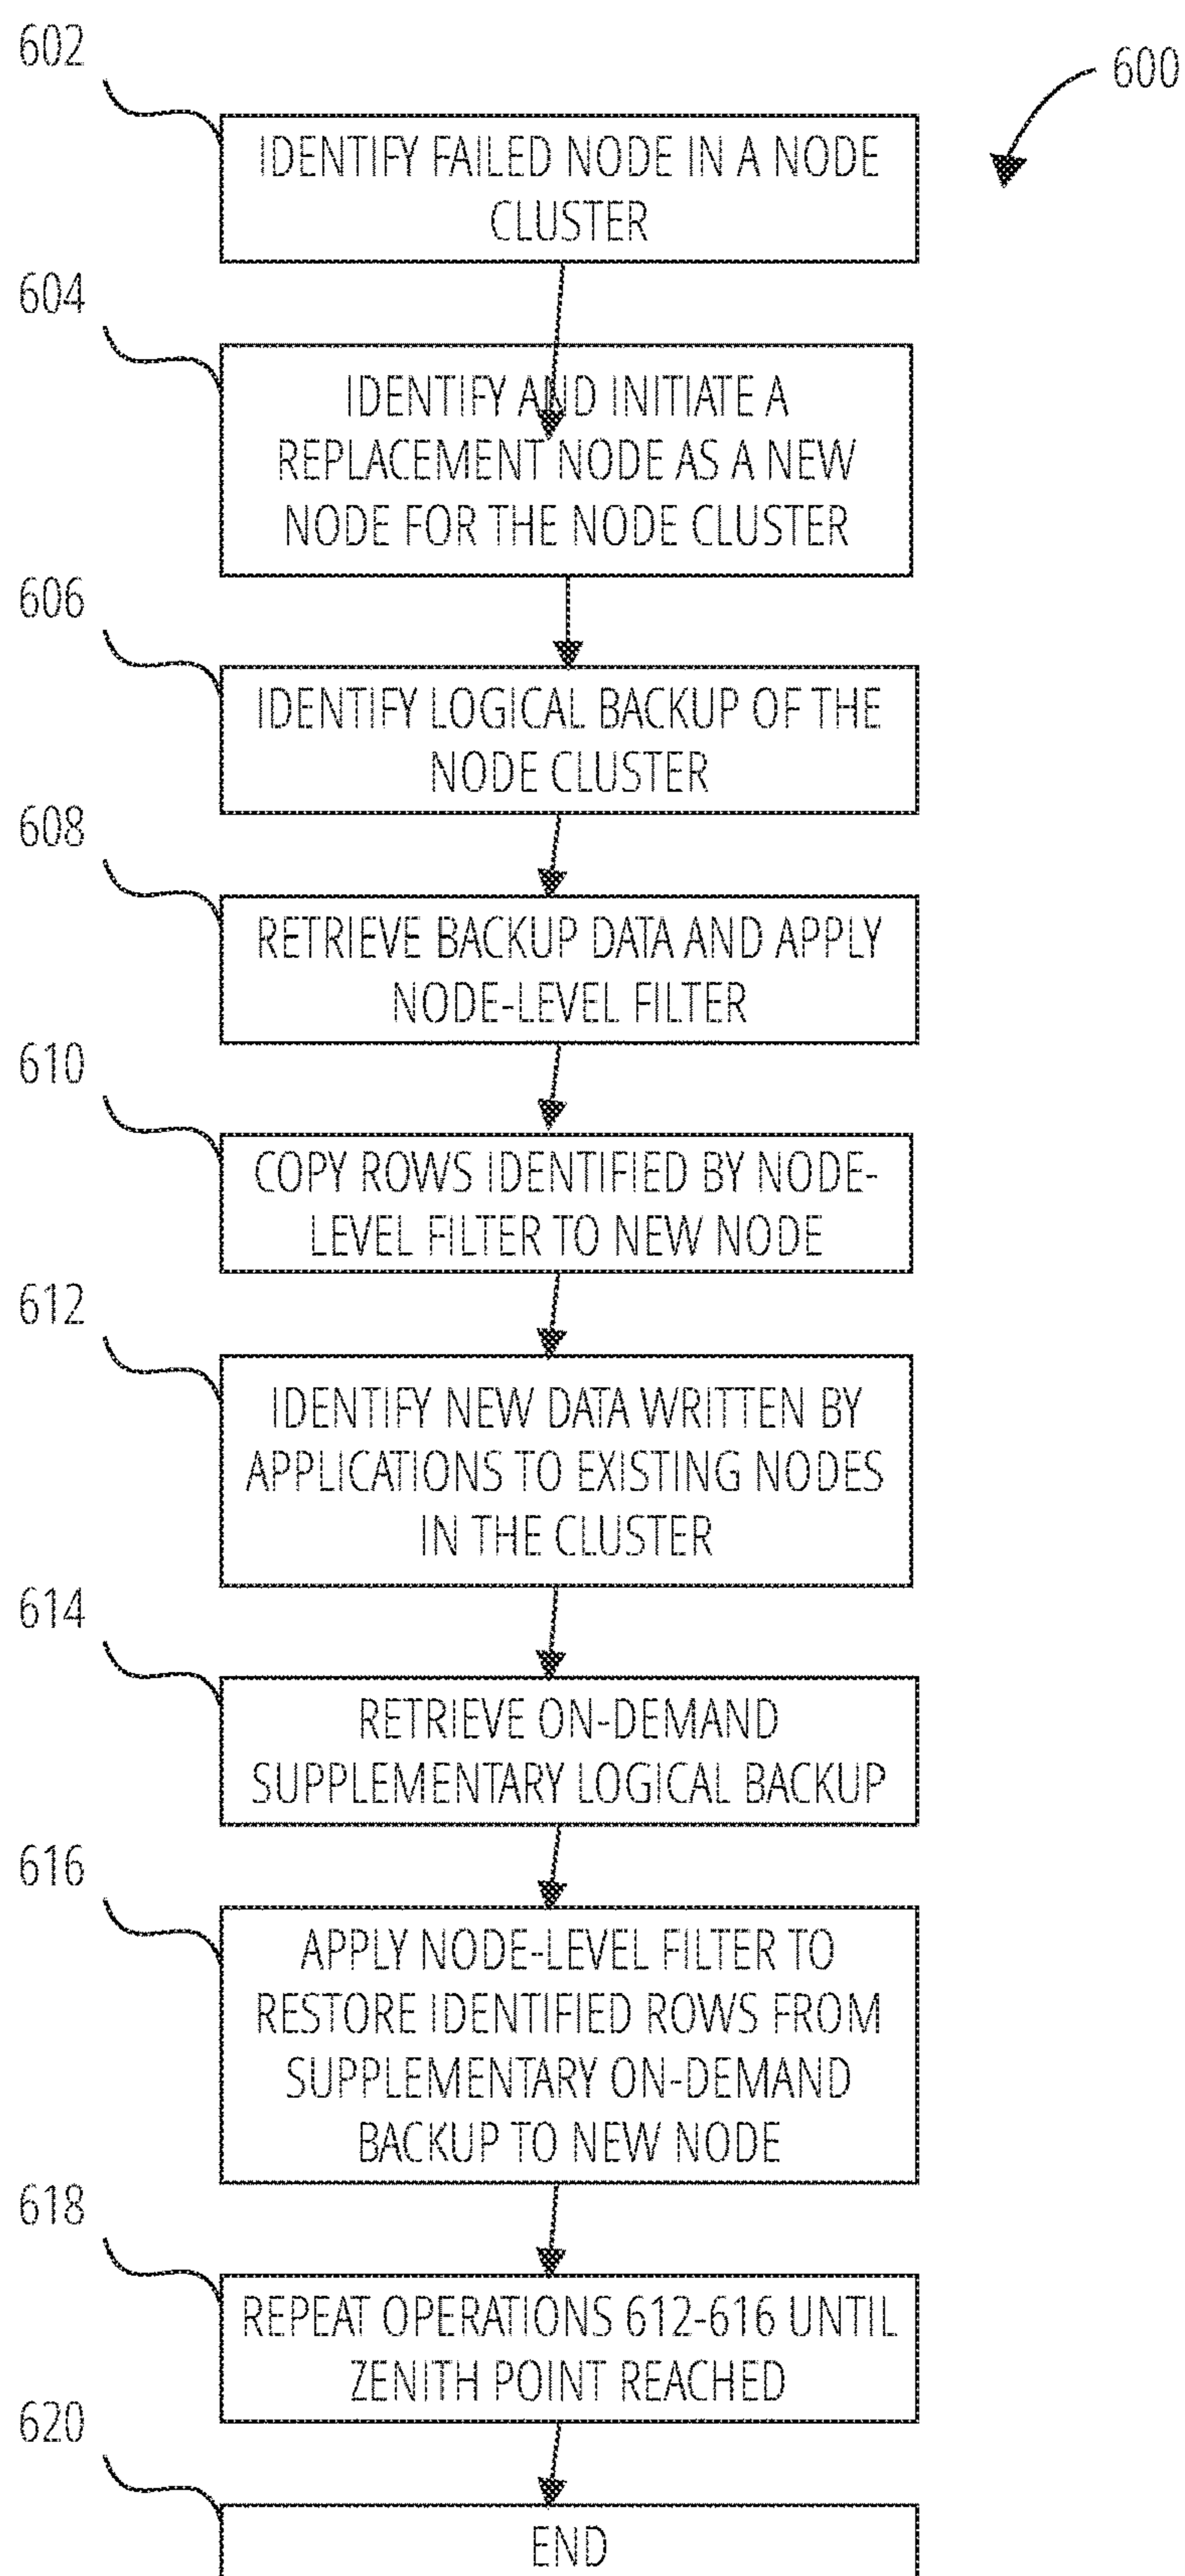 602
600
IDENTIFY FAILED NODE IN A NODE
CLUSTER
604
IDENTIFY AND INITIATE A
REPLACEMENT NODE AS A NEW
NODE FOR THE NODE CLUSTER
606
IDENTIFY LOGICAL BACKUP OF THE
NODE CLUSTER
608
RETRIEVE BACKUP DATA AND APPLY
NODE-LEVEL FILTER
610
COPY ROWS IDENTIFIED BY NODE-
LEVEL FILTER TO NEW NODE
612
IDENTIFY NEW DATA WRITTEN BY
APPLICATIONS TO EXISTING NODES
IN THE CLUSTER
614
RETRIEVE ON-DEMAND
SUPPLEMENTARY LOGICAL BACKUP
616
APPLY NODE-LEVEL FILTER TO
RESTORE IDENTIFIED ROWS FROM
SUPPLEMENTARY ON-DEMAND
BACKUP TO NEW NODE
618
REPEAT OPERATIONS 612-616 UNTIL
ZENITH POINT REACHED
620
END